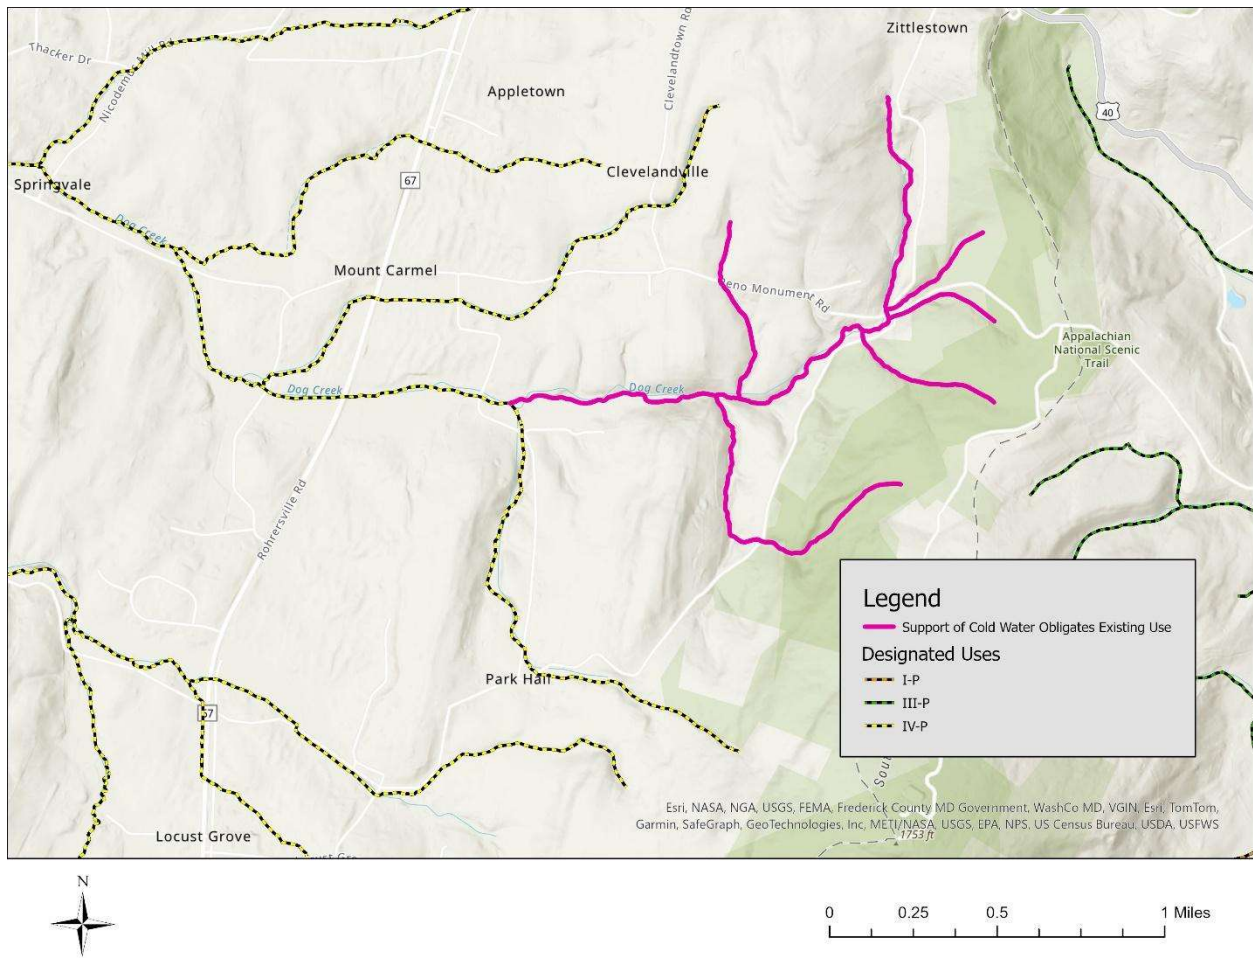 Zittlestown
Thacker Dr
Nicodemus Mill Rd
Clevelandtown Rd
Appletown
40
67
Clevelandville
Springvale
Dog Creek
Mount Carmel
Reno Monument Rd
Appalachian
National Scenic
Trail
Dog Creek
Dog Creek
Rohrersville Rd
Legend
Support of Cold Water Obligates Existing Use
Designated Uses
I-P
III-P
IV-P
Park Hall
67
Locust Grove
Esri, NASA, NGA, USGS, FEMA, Frederick County MD Government, WashCo MD, VGIN, Esri, TomTom,
Garmin, SafeGraph, GeoTechnologies, Inc, METI/NASA, USGS, EPA, NPS, US Census Bureau, USDA, USFWS
1753 ft
N
0 0.25 0.5 1 Miles